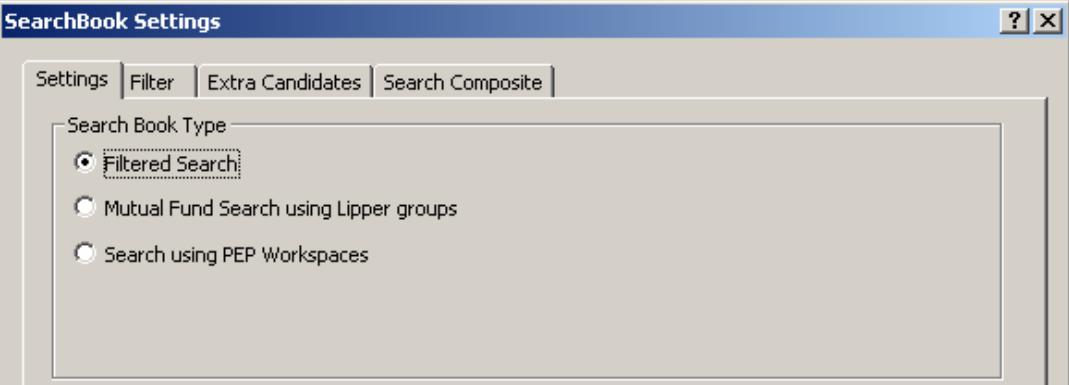 SearchBook Settings
Settings Filter Extra Candidates Search Composite
Search Book Type
Filtered Search
Mutual Fund Search using Lipper groups
Search using PEP Workspaces